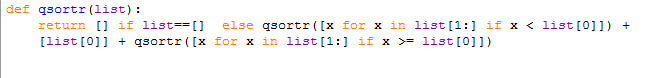 def qsortr(list):
    return [] if list==[]  else qsortr([x for x in list[1:] if x < list[0]]) +
    [list[0]] + qsortr([x for x in list[1:] if x >= list[0]])